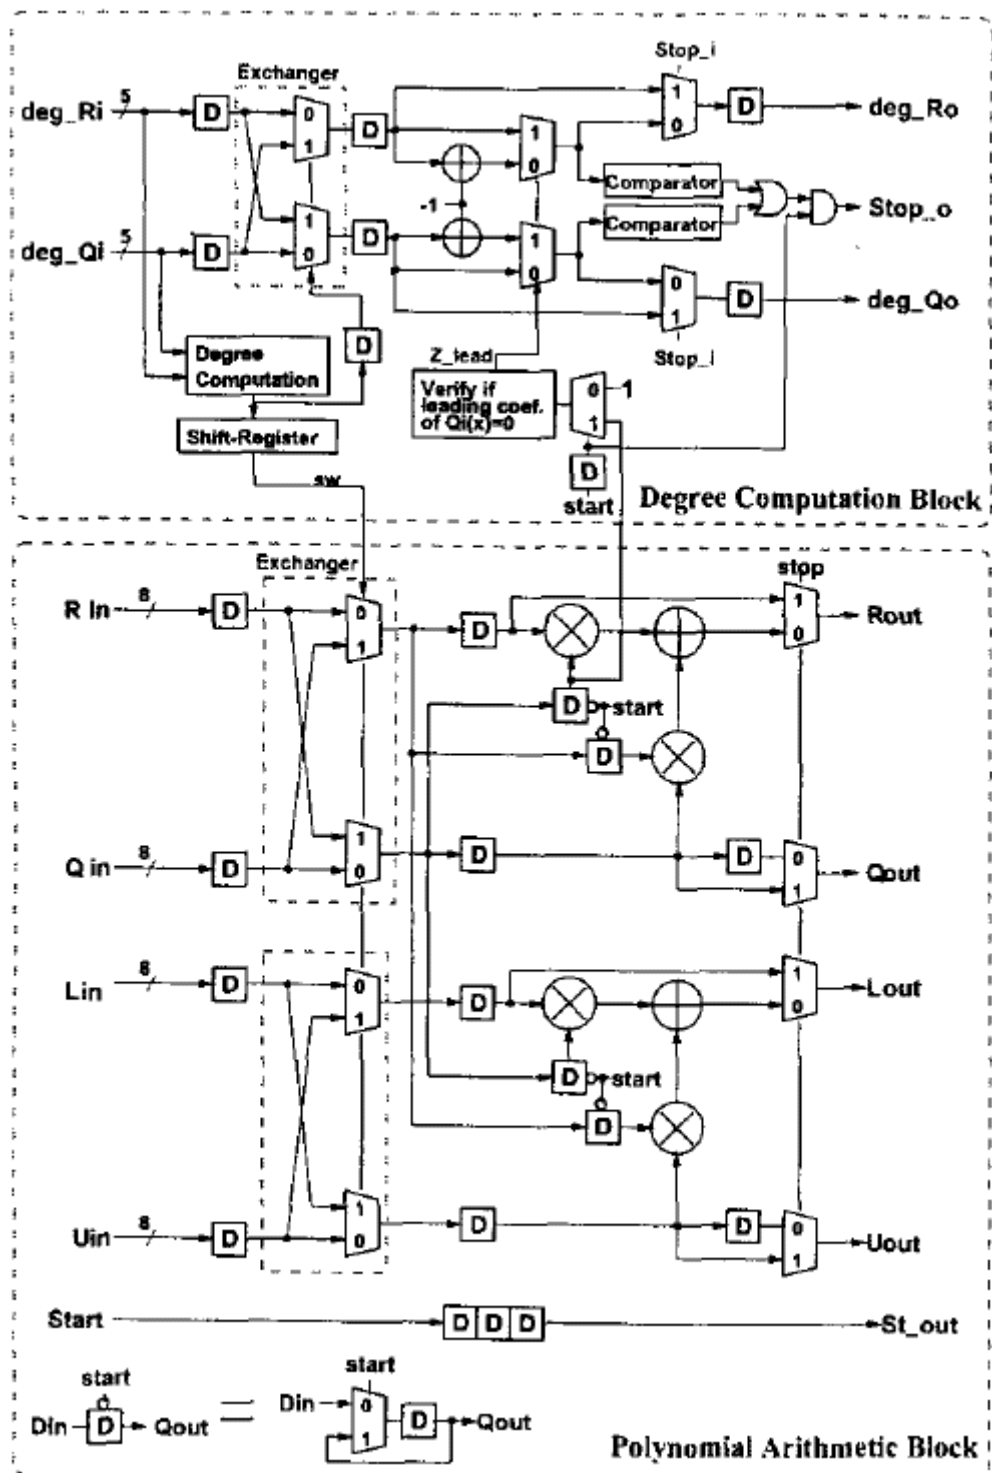 Stop_i
Exchanger
deg_Ri 5 D 0 D 1 D deg_Ro
1 1 0
0
Comparator
-1 Stop_o
Comparator
deg_Qi 5 D 1 D 1 0 D deg_Qo
0 0 1
D Stop_i
Z_lead
Degree Computation
Verify if leading coef. of Qi(x)=0 0 1
1
Shift-Register
D
sw start
Degree Computation Block
Exchanger stop
R In 8 D 0 D 1 Rout
1 0
D start
D
1 0
Q in 8 D 0 D D 1 Qout
Lin 8 D 0 D 1 Lout
1 0
D start
D
1
Uin 8 D 0 D D 0 Uout
1
Start D D D St_out
start start
Din D Qout Din 0 D Qout
1
Polynomial Arithmetic Block